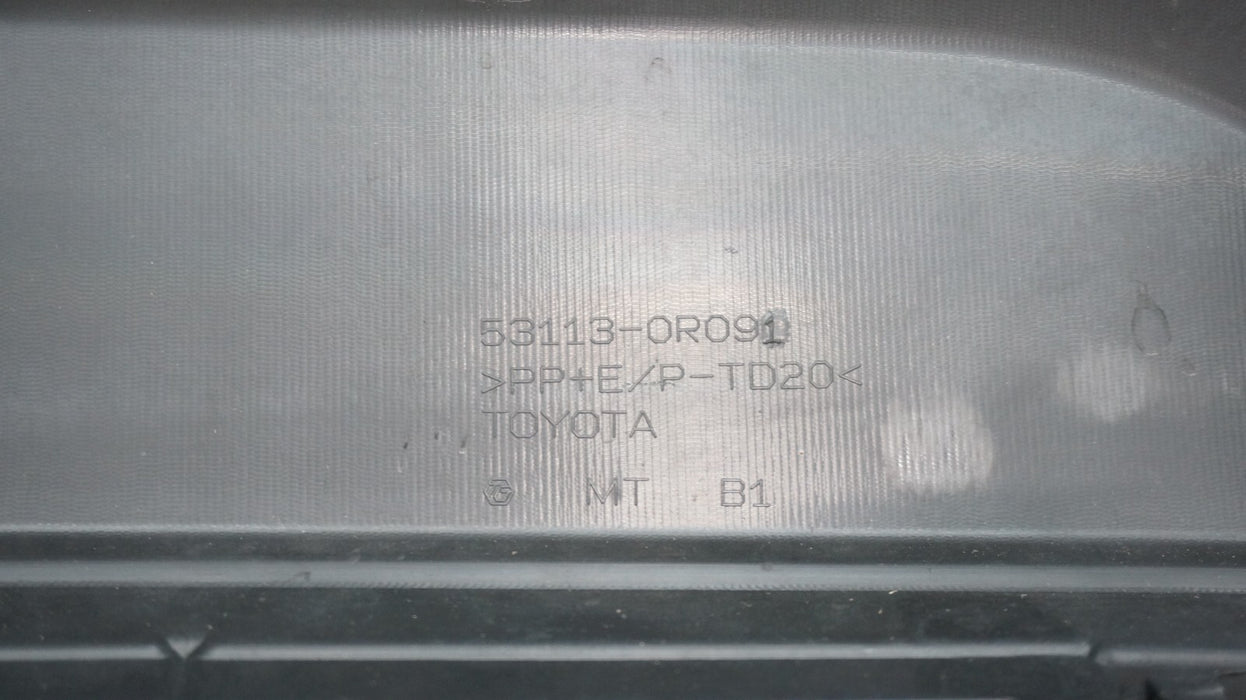 53113-0R091
>PP+E/P-TD20<
TOYOTA
MT B1